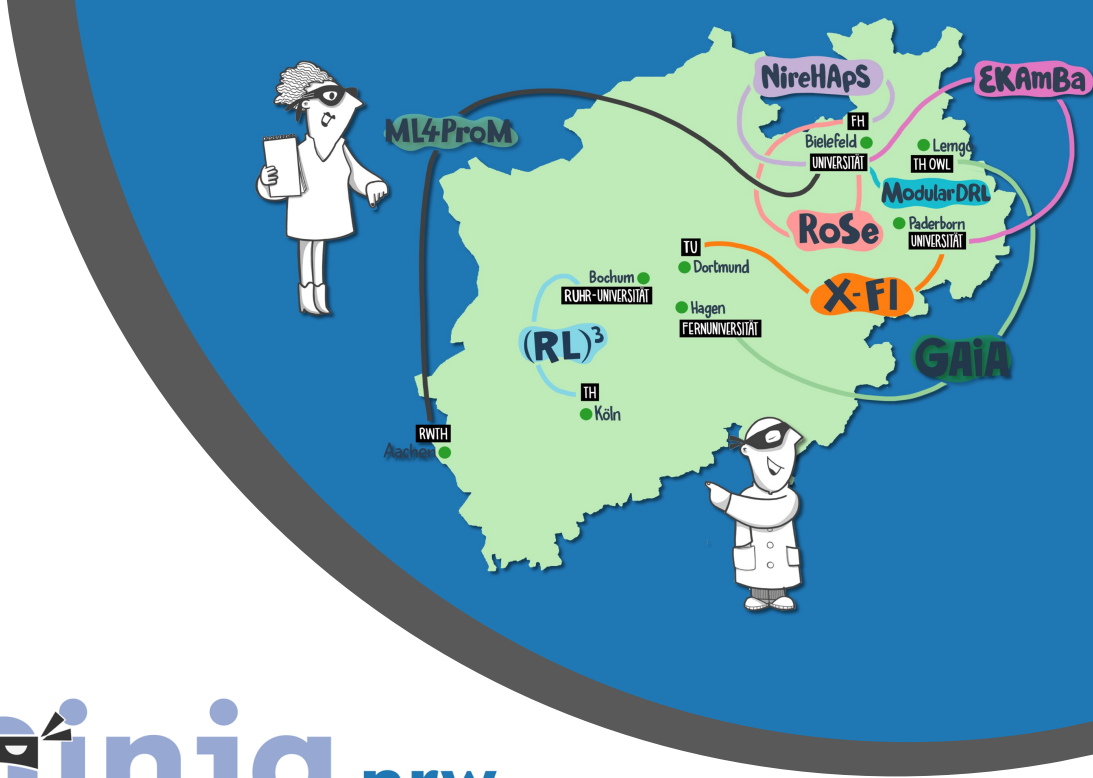 NireHApS
EKAmBa
ML4ProM
FH
Bielefeld
UNIVERSITÄT
Lemgo
TH OWL
ModularDRL
RoSe
Paderborn
UNIVERSITÄT
TU
Dortmund
Bochum
RUHR-UNIVERSITÄT
X-FI
Hagen
FERNUNIVERSITÄT
(RL)³
GAiA
TH
Köln
RWTH
Aachen